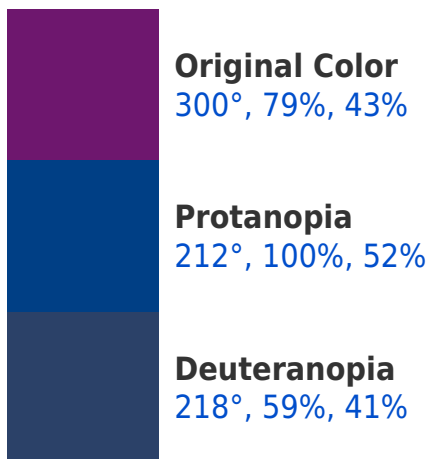 Original Color
300°, 79%, 43%
Protanopia
212°, 100%, 52%
Deuteranopia
218°, 59%, 41%